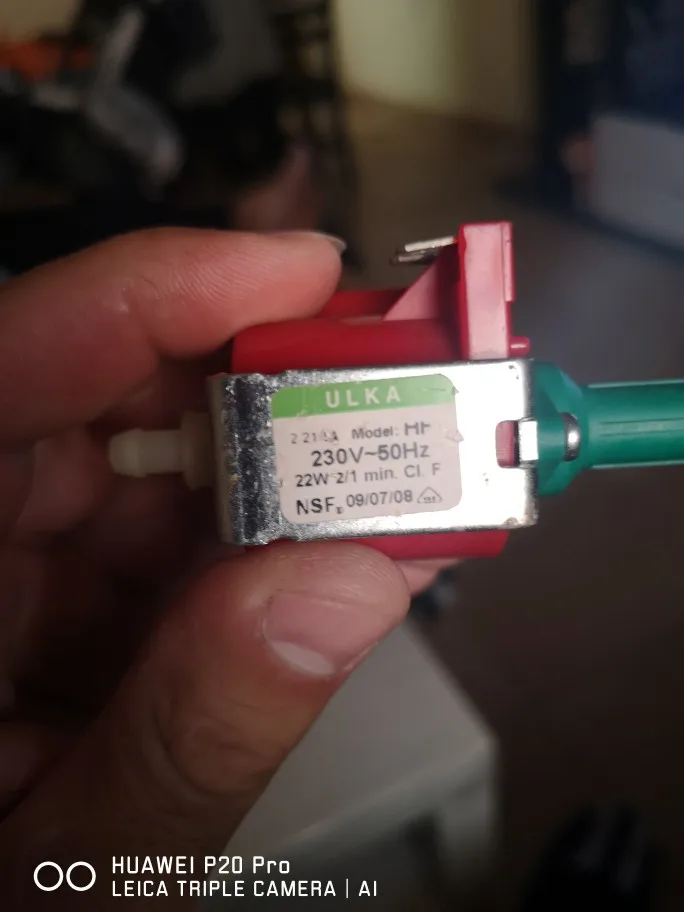 ULKA
Model: HF
230V~50Hz
22W 2/1 min. Cl. F
NSF. 09/07/08
HUAWEI P20 Pro
LEICA TRIPLE CAMERA | AI